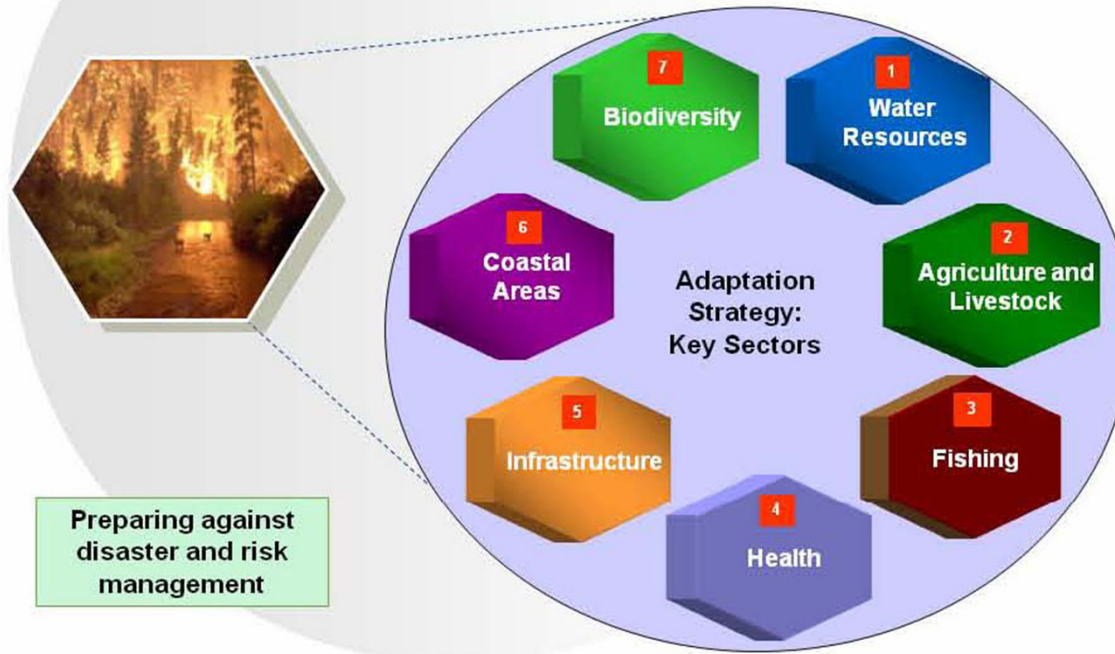 7
Biodiversity
1
Water
Resources
6
Coastal
Areas
2
Agriculture and
Livestock
Adaptation
Strategy:
Key Sectors
5
Infrastructure
3
Fishing
4
Health
Preparing against
disaster and risk
management